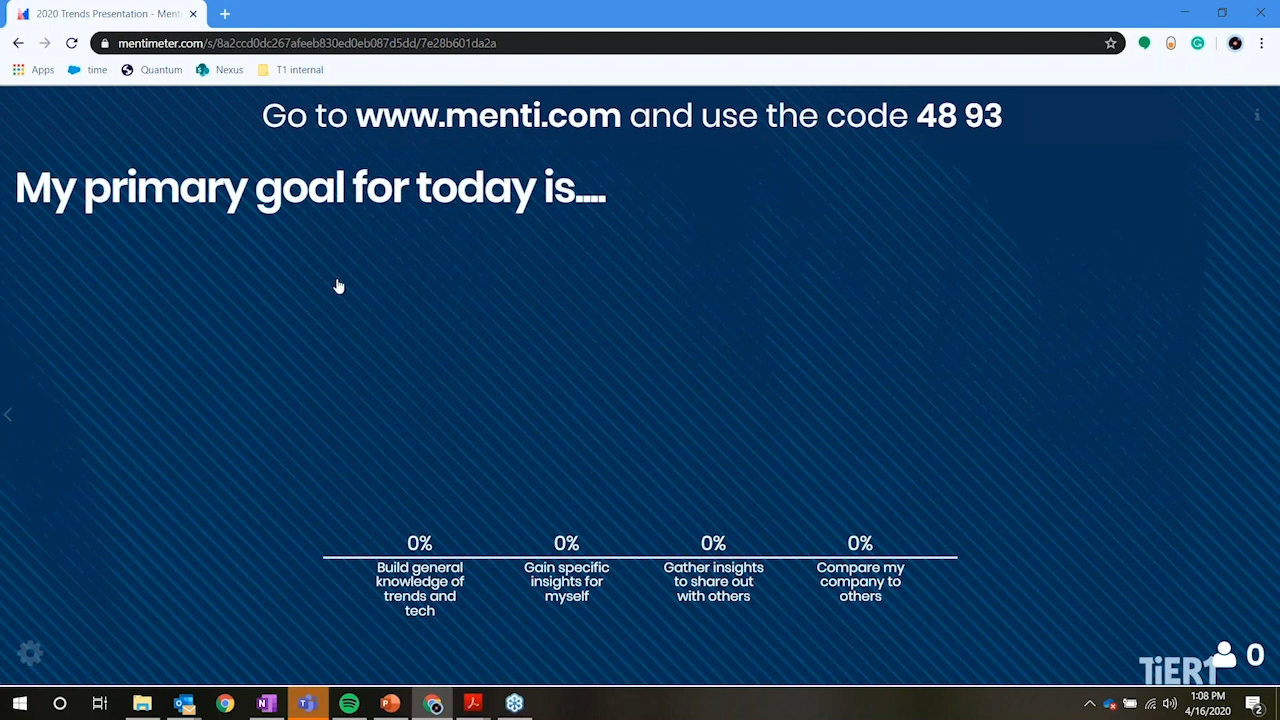 2020 Trends Presentation - Ment
mentimeter.com/s/8a2ccd0dc267afeeb830ed0eb087d5dd/7e28b601da2a
Apps time Quantum Nexus T1 internal
Go to www.menti.com and use the code 48 93
My primary goal for today is....
0% 0% 0% 0%
Build general knowledge of trends and tech
Gain specific insights for myself
Gather insights to share out with others
Compare my company to others
TiER1
0
1:08 PM
4/16/2020
2